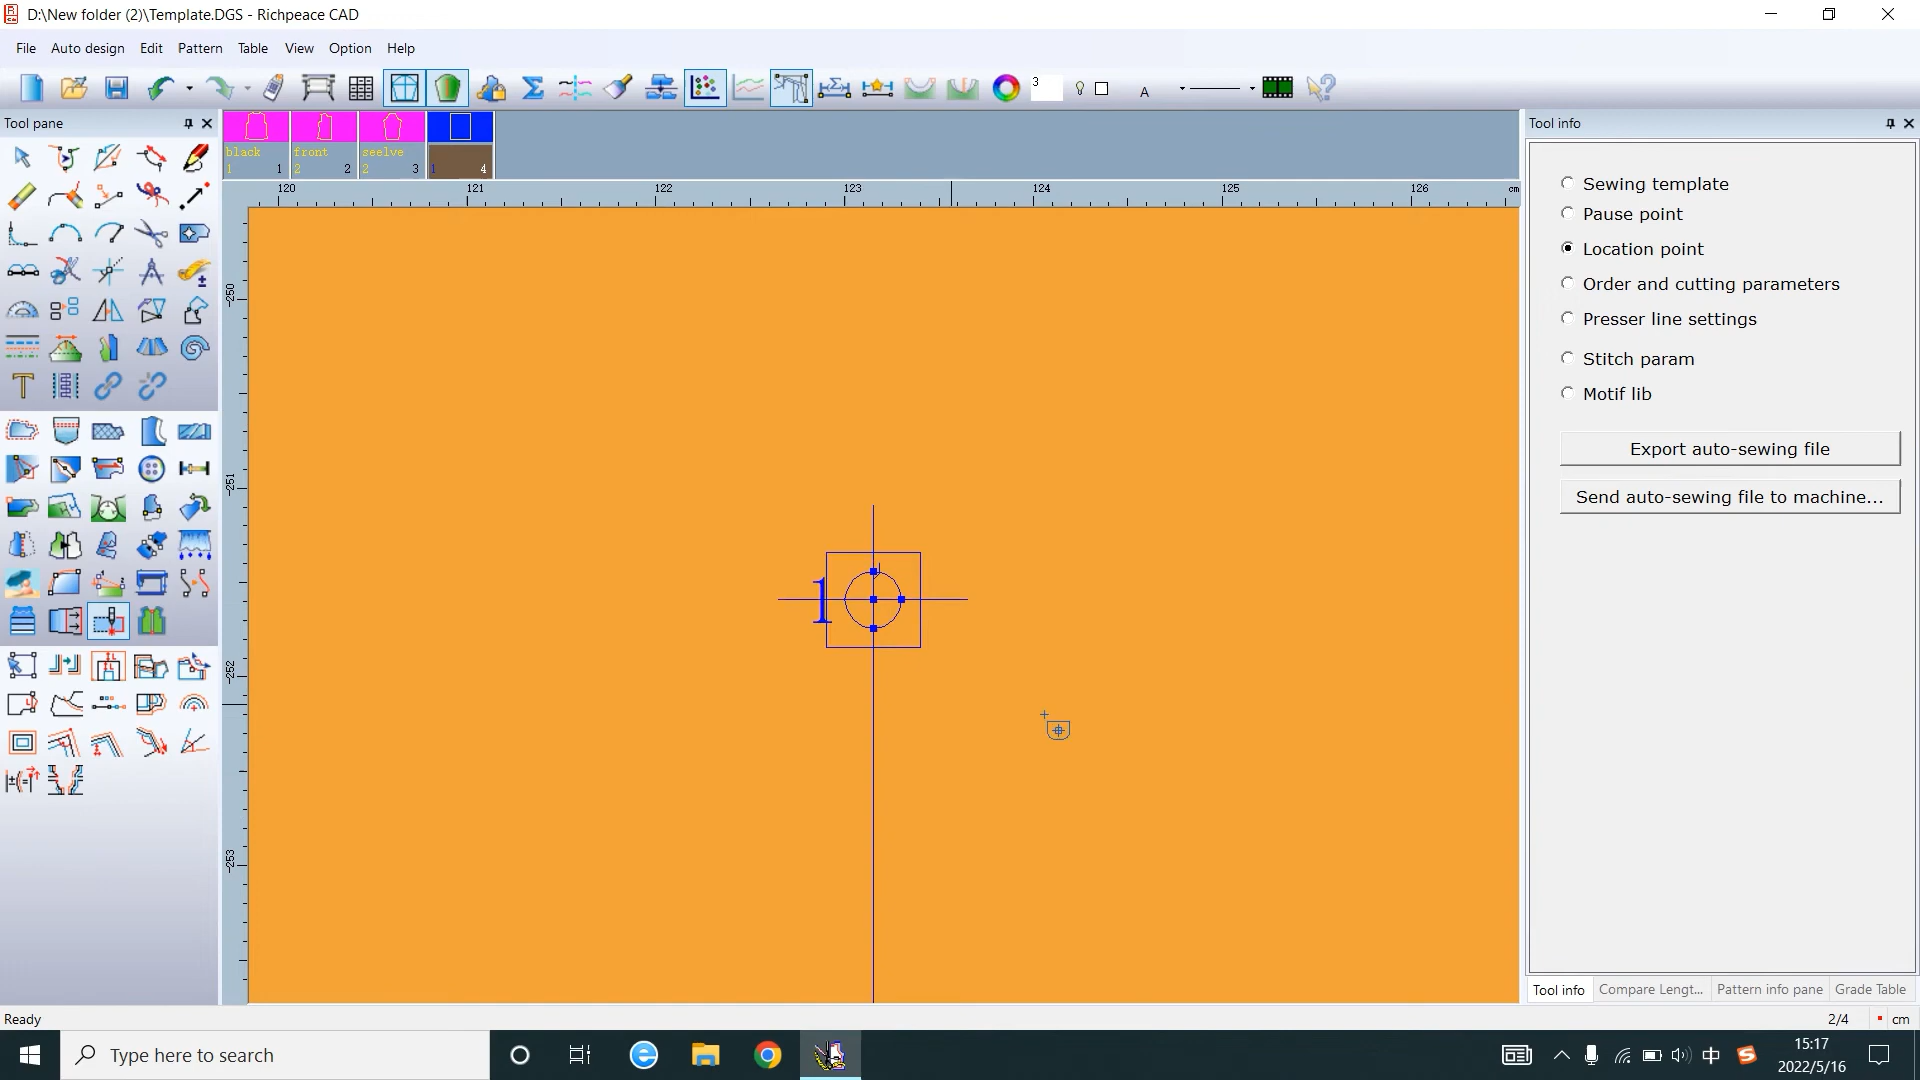 D:\New folder (2)\Template.DGS - Richpeace CAD
File Auto design Edit Pattern Table View Option Help
3 A
Tool pane
black
1 1
front
2 2
seelve
2 3
1 4
120 121 122 123 124 125 126 cm
-250
-251
-252
-253
1
Tool info
Sewing template
Pause point
Location point
Order and cutting parameters
Presser line settings
Stitch param
Motif lib
Export auto-sewing file
Send auto-sewing file to machine...
Tool info Compare Lengt... Pattern info pane Grade Table
Ready
2/4 cm
Type here to search
中
15:17
2022/5/16